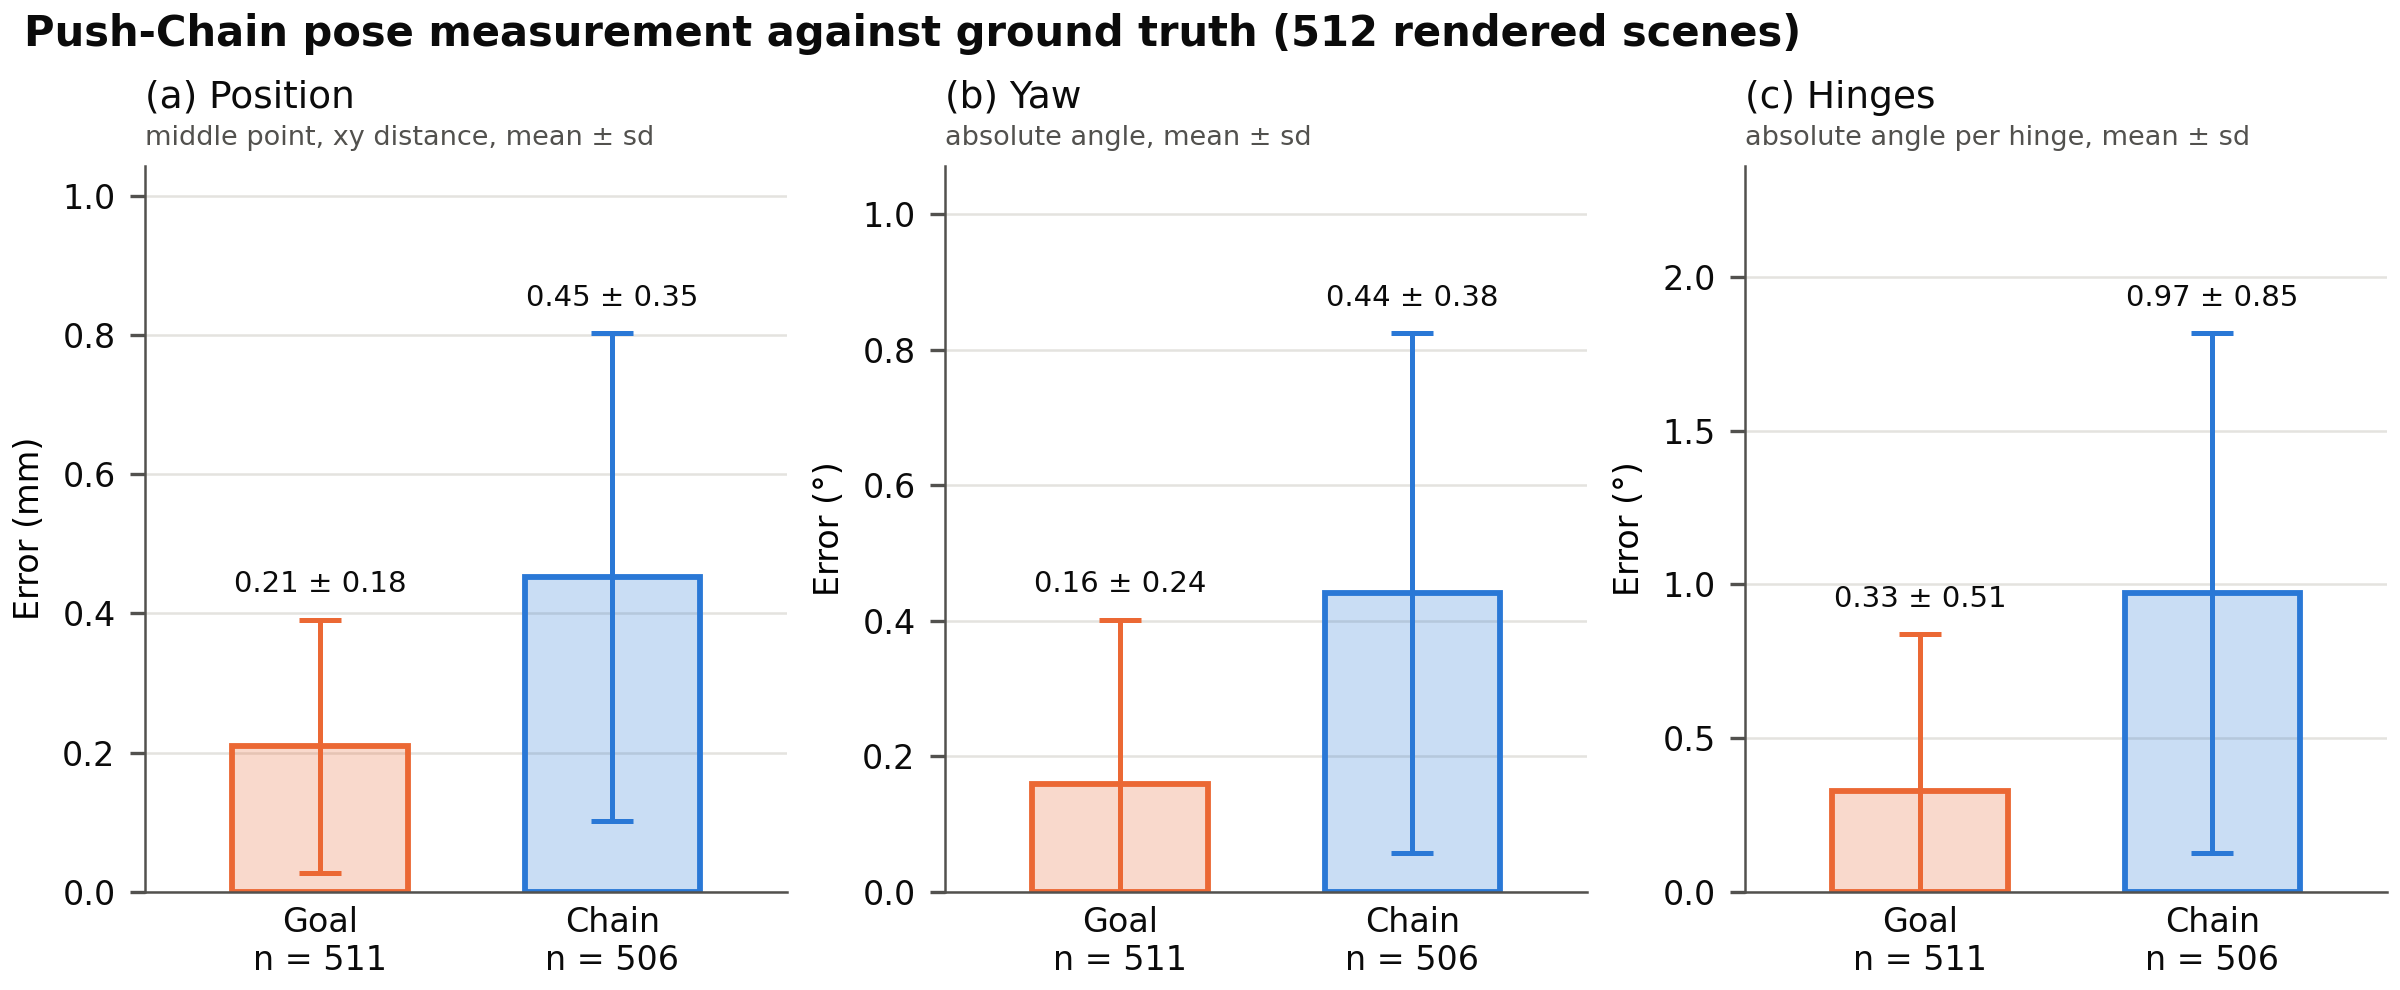 Push-Chain pose measurement against ground truth (512 rendered scenes)
(a) Position
middle point, xy distance, mean ± sd
Error (mm)
1.0
0.8
0.6
0.4
0.2
0.0
0.21 ± 0.18
0.45 ± 0.35
Goal
n = 511
Chain
n = 506
(b) Yaw
absolute angle, mean ± sd
Error (°)
1.0
0.8
0.6
0.4
0.2
0.0
0.16 ± 0.24
0.44 ± 0.38
Goal
n = 511
Chain
n = 506
(c) Hinges
absolute angle per hinge, mean ± sd
Error (°)
2.0
1.5
1.0
0.5
0.0
0.33 ± 0.51
0.97 ± 0.85
Goal
n = 511
Chain
n = 506